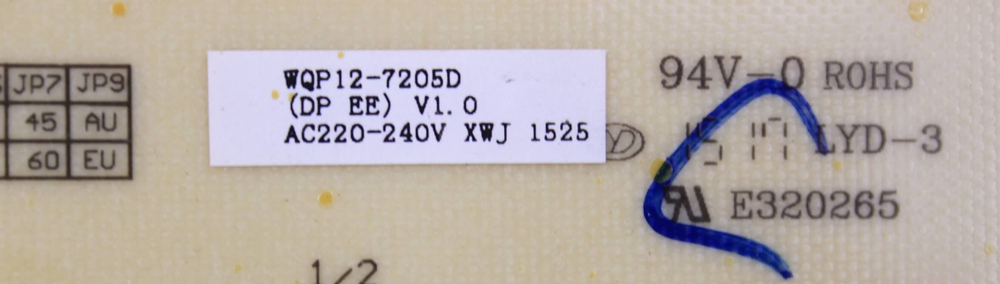 JP7 JP9
45 AU
60 EU
WQP12-7205D
(DP EE) V1.0
AC220-240V XWJ 1525
94V-0 ROHS
LYD-3
E320265
1/2